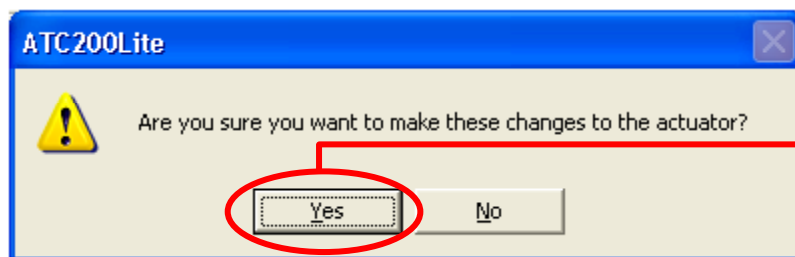 ATC200Lite
Are you sure you want to make these changes to the actuator?
Yes
No